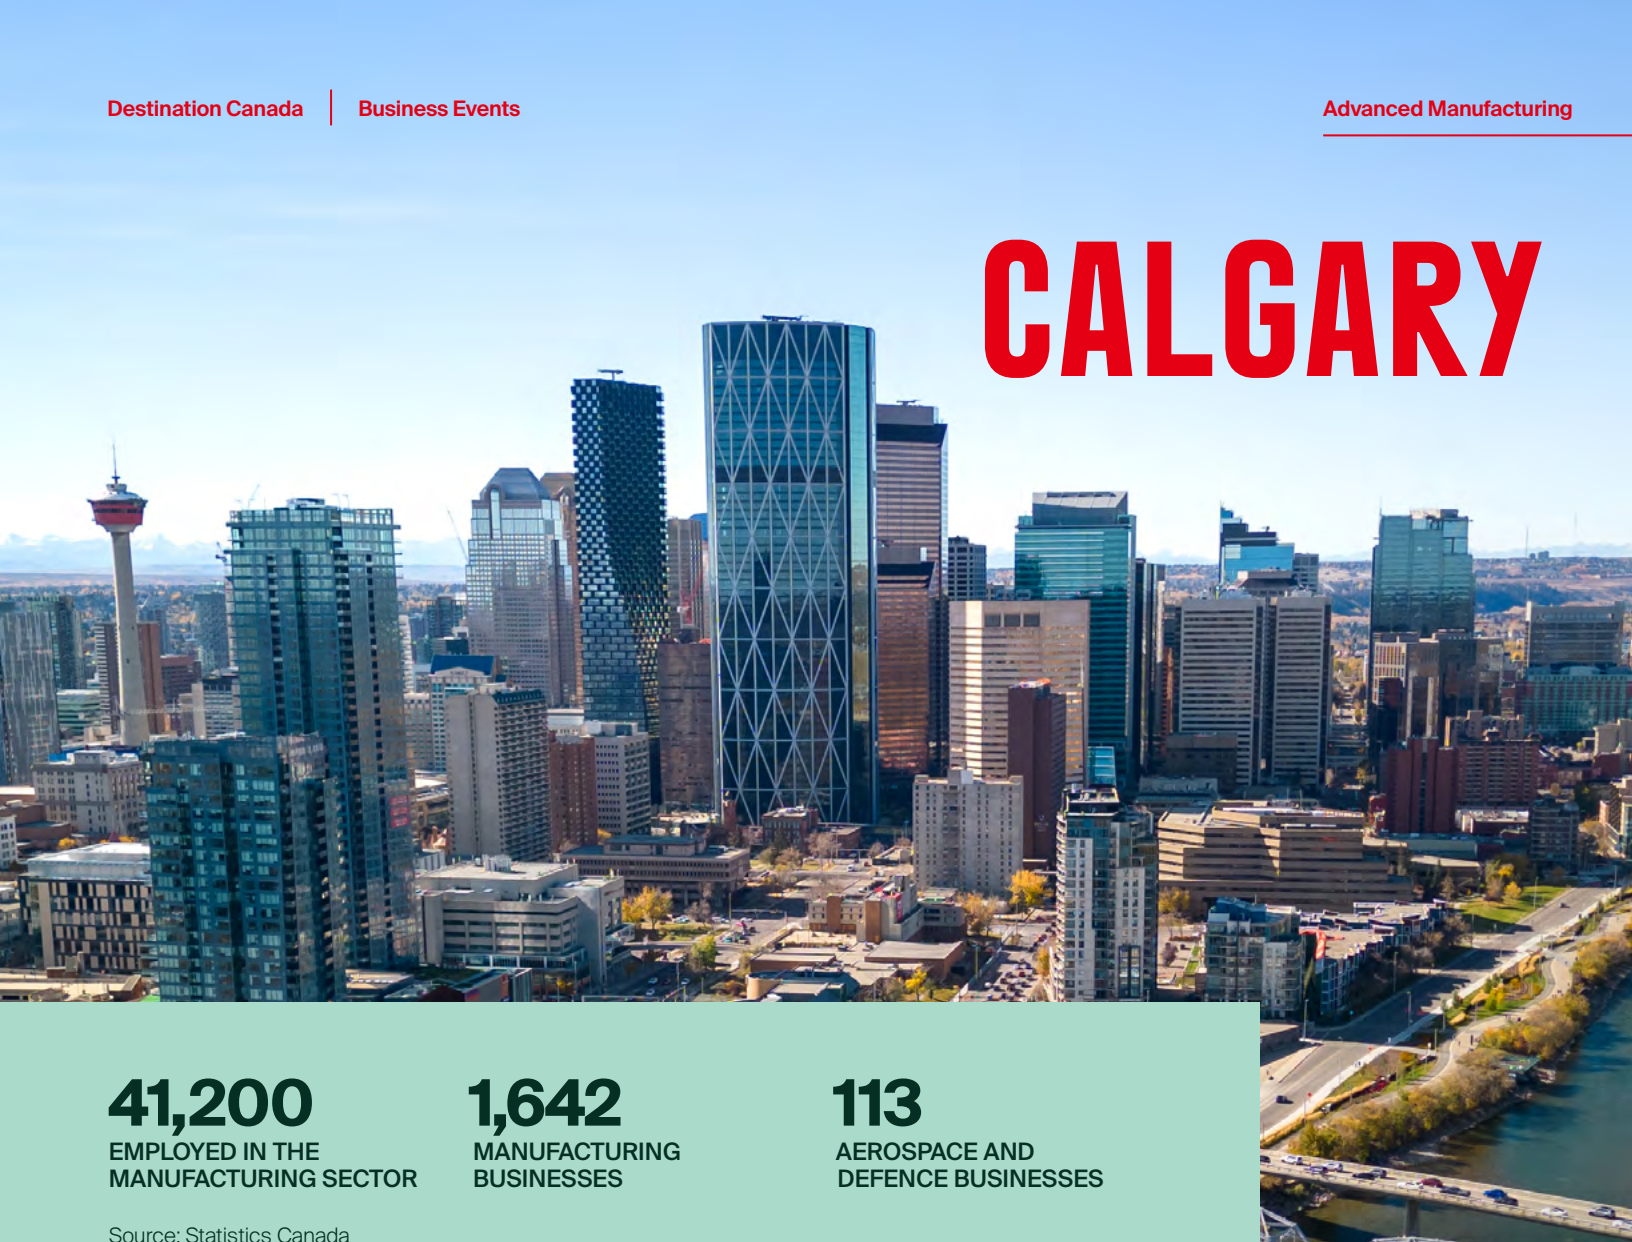 Destination Canada | Business Events
Advanced Manufacturing
CALGARY
41,200
EMPLOYED IN THE
MANUFACTURING SECTOR
1,642
MANUFACTURING
BUSINESSES
113
AEROSPACE AND
DEFENCE BUSINESSES
Source: Statistics Canada